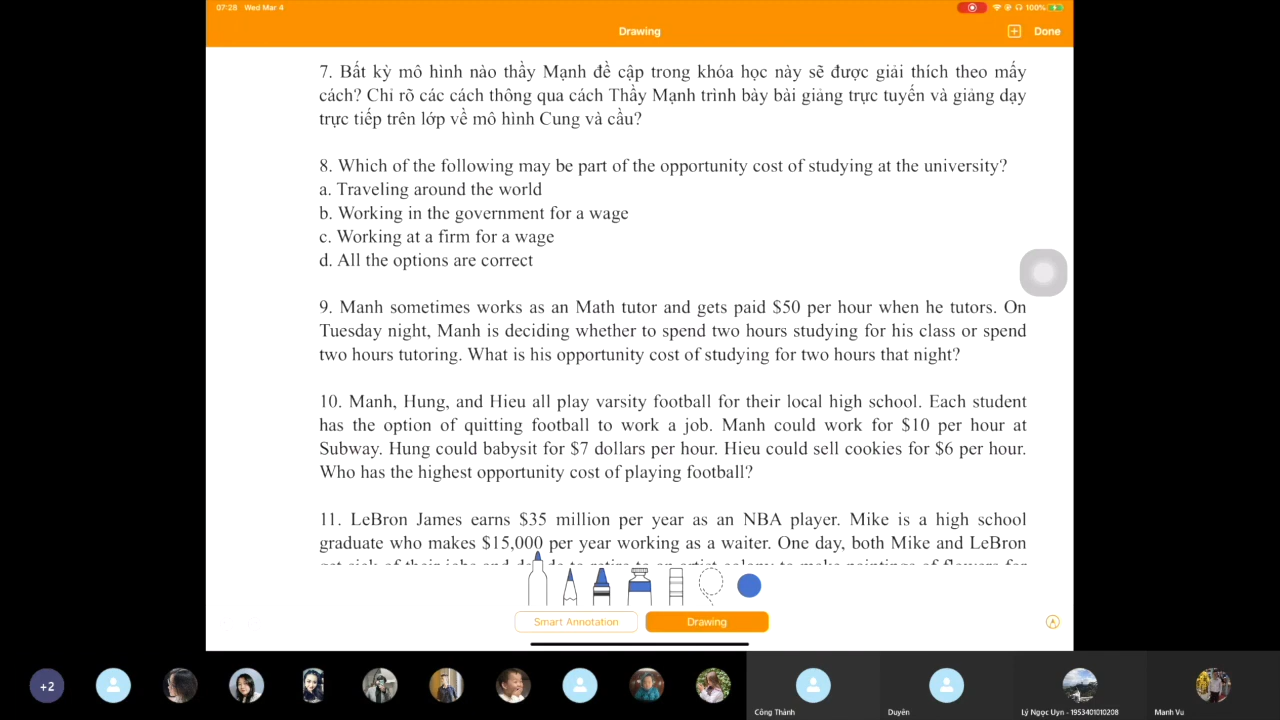 07:28 Wed Mar 4
100%
Drawing
Done
7. Bất kỳ mô hình nào thầy Mạnh đề cập trong khóa học này sẽ được giải thích theo mấy
cách? Chỉ rõ các cách thông qua cách Thầy Mạnh trình bày bài giảng trực tuyến và giảng dạy
trực tiếp trên lớp về mô hình Cung và cầu?
8. Which of the following may be part of the opportunity cost of studying at the university?
a. Traveling around the world
b. Working in the government for a wage
c. Working at a firm for a wage
d. All the options are correct
9. Manh sometimes works as an Math tutor and gets paid $50 per hour when he tutors. On
Tuesday night, Manh is deciding whether to spend two hours studying for his class or spend
two hours tutoring. What is his opportunity cost of studying for two hours that night?
10. Manh, Hung, and Hieu all play varsity football for their local high school. Each student
has the option of quitting football to work a job. Manh could work for $10 per hour at
Subway. Hung could babysit for $7 dollars per hour. Hieu could sell cookies for $6 per hour.
Who has the highest opportunity cost of playing football?
11. LeBron James earns $35 million per year as an NBA player. Mike is a high school
graduate who makes $15,000 per year working as a waiter. One day, both Mike and LeBron
Smart Annotation
Drawing
+2
Công Thành
Duyên
Lý Ngọc Uyn - 1953401010208
Manh Vu